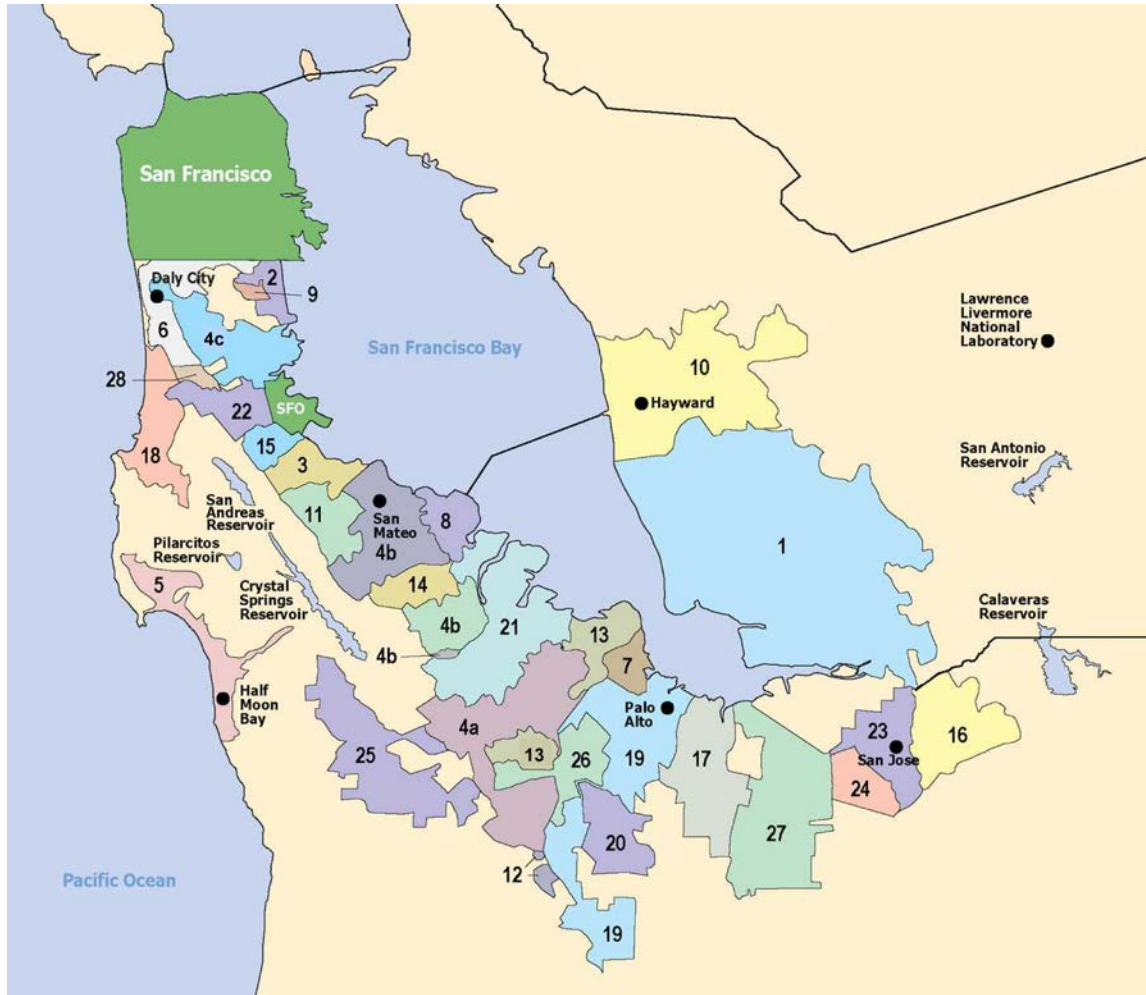 San Francisco
Daly City
2
9
6
4c
San Francisco Bay
Lawrence
Livermore
National
Laboratory
10
28
Hayward
22
SFO
15
18
3
San Antonio
Reservoir
San
Andreas
Reservoir
11
San
Mateo
8
4b
1
Pilarcitos
Reservoir
5
14
Crystal
Springs
Reservoir
Calaveras
Reservoir
4b
21
13
4b
7
Half
Moon
Bay
Palo
Alto
4a
23
16
San Jose
25
13
26
19
17
24
20
27
12
Pacific Ocean
19